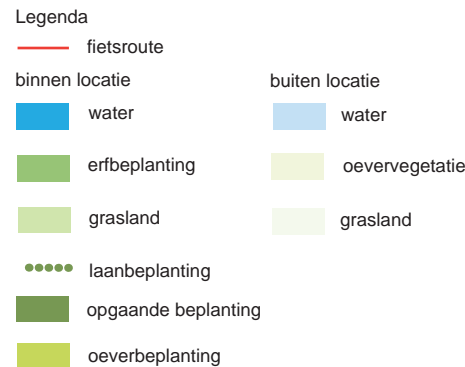 Legenda
fietsroute
binnen locatie
water
erfbeplanting
grasland
laanbeplanting
opgaande beplanting
oeverbeplanting
buiten locatie
water
oevervegetatie
grasland